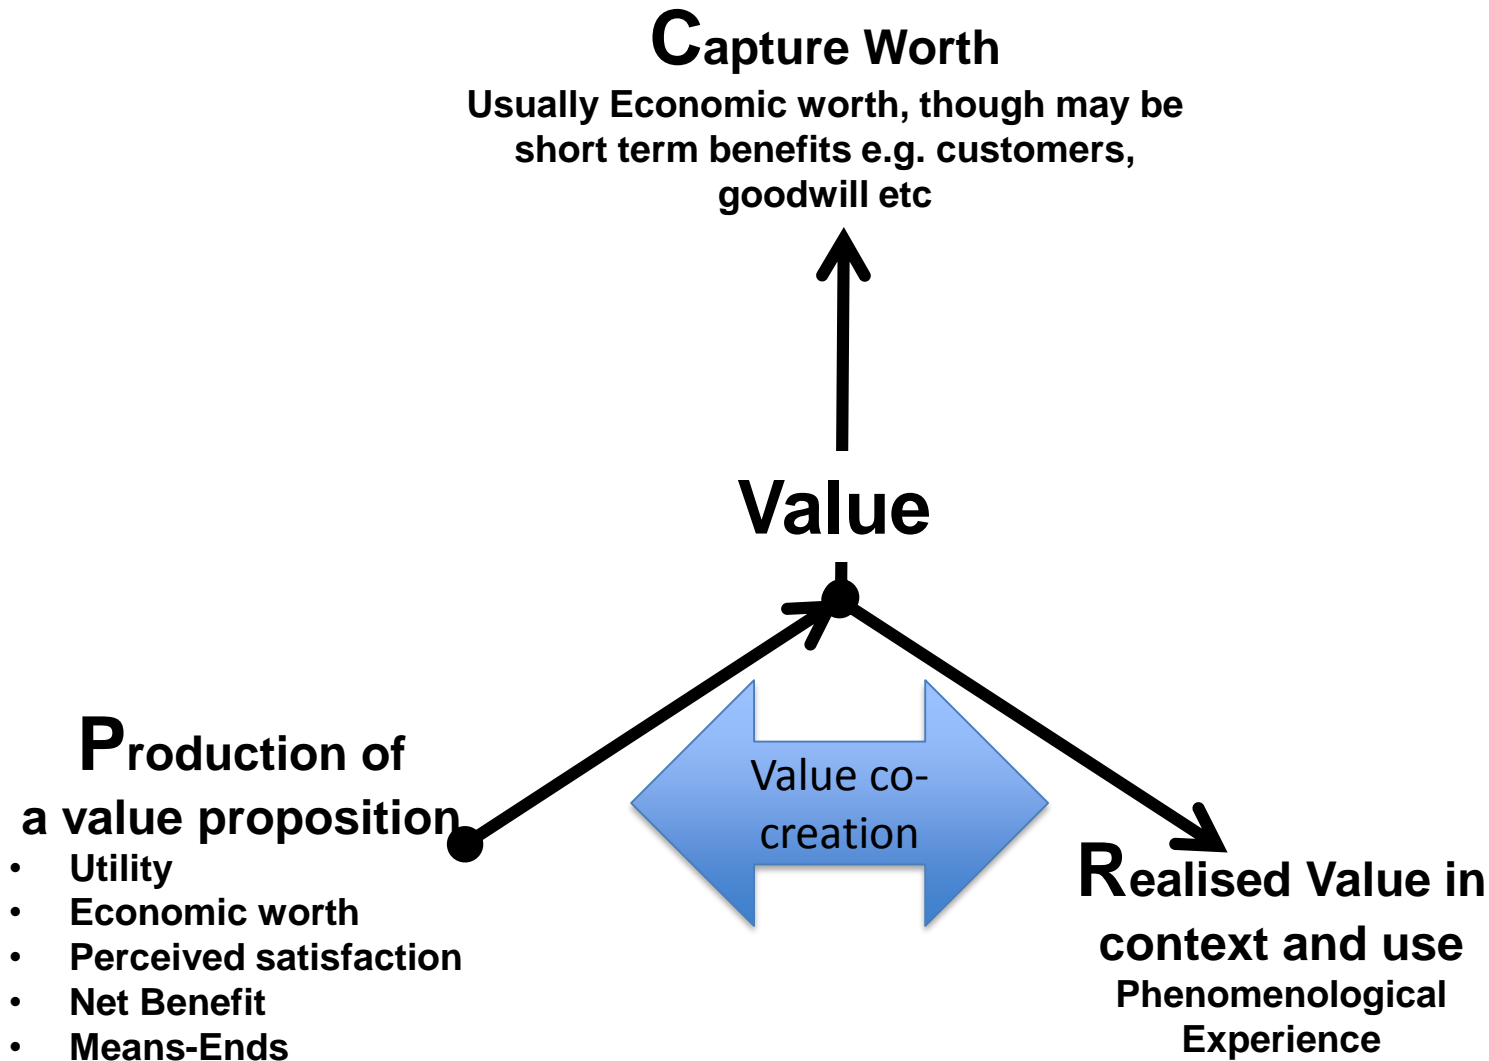 Capture Worth
Usually Economic worth, though may be
short term benefits e.g. customers,
goodwill etc
Value
Production of
a value proposition
• Utility
• Economic worth
• Perceived satisfaction
• Net Benefit
• Means-Ends
Value co-
creation
Realised Value in
context and use
Phenomenological
Experience